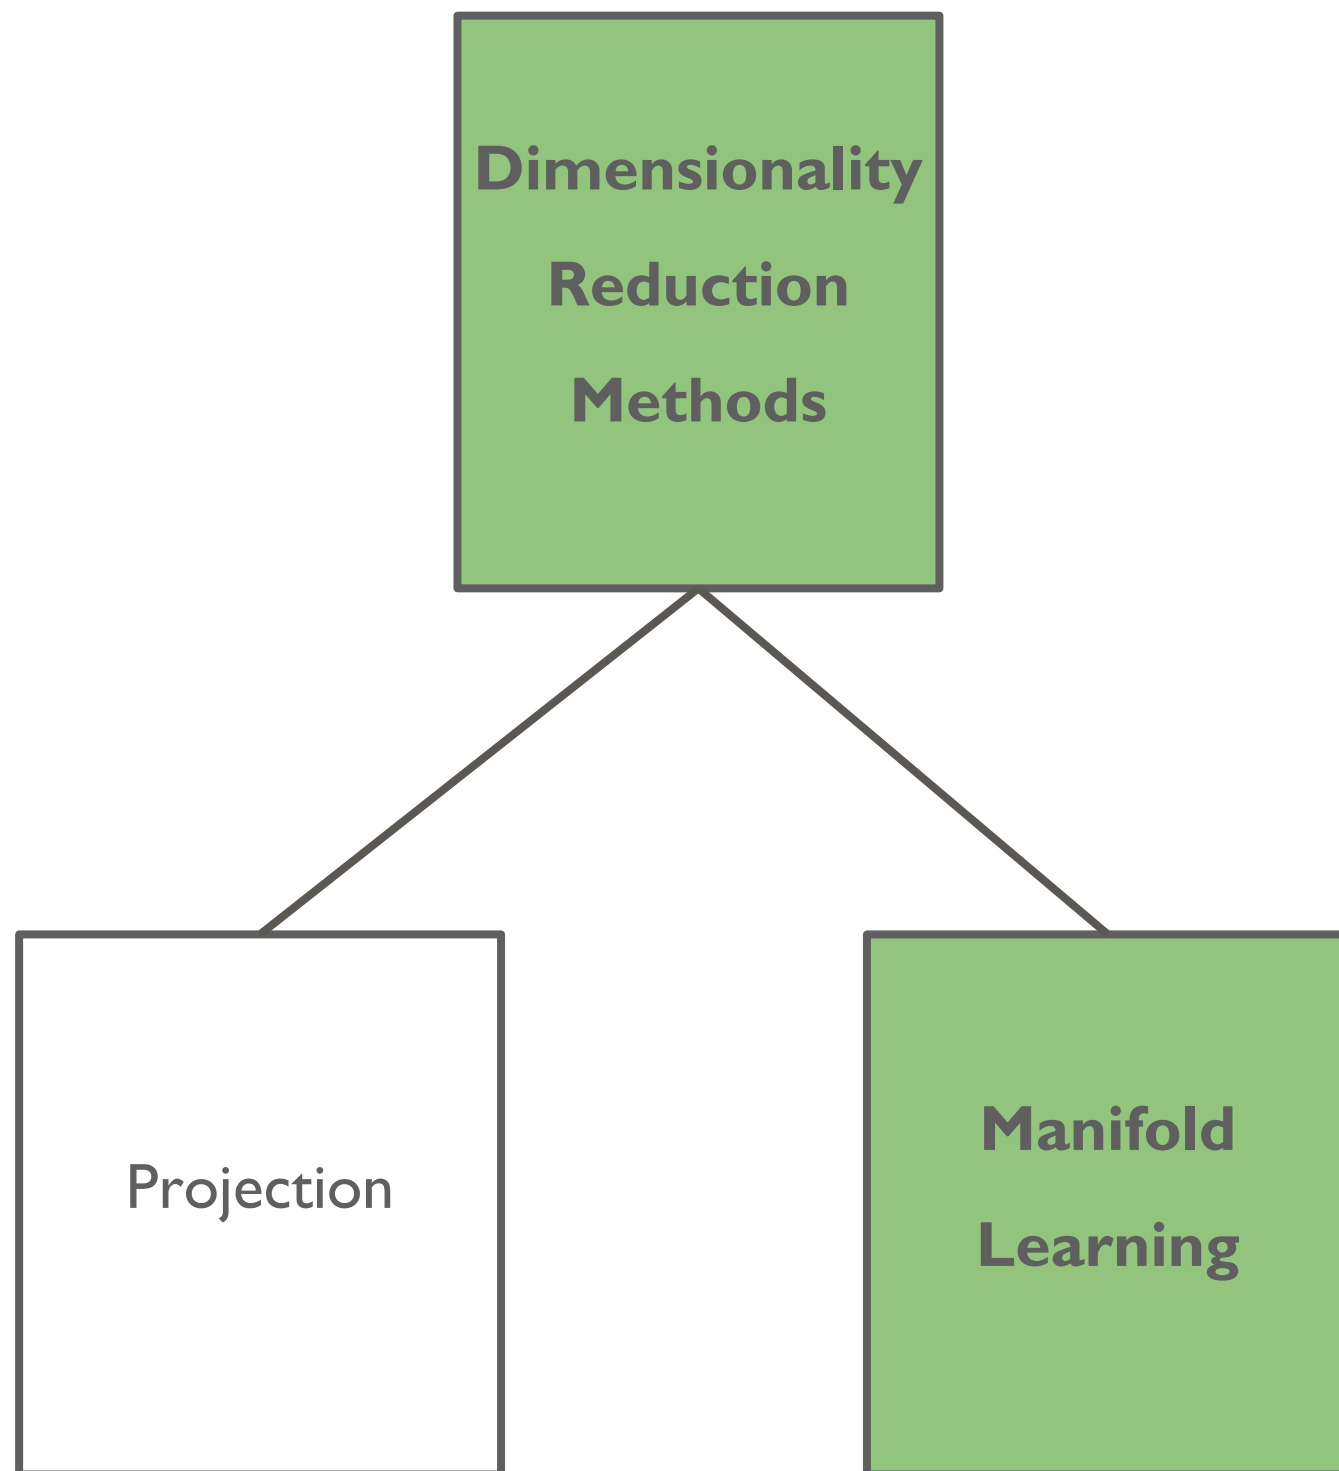 Dimensionality
Reduction
Methods
Projection
Manifold
Learning